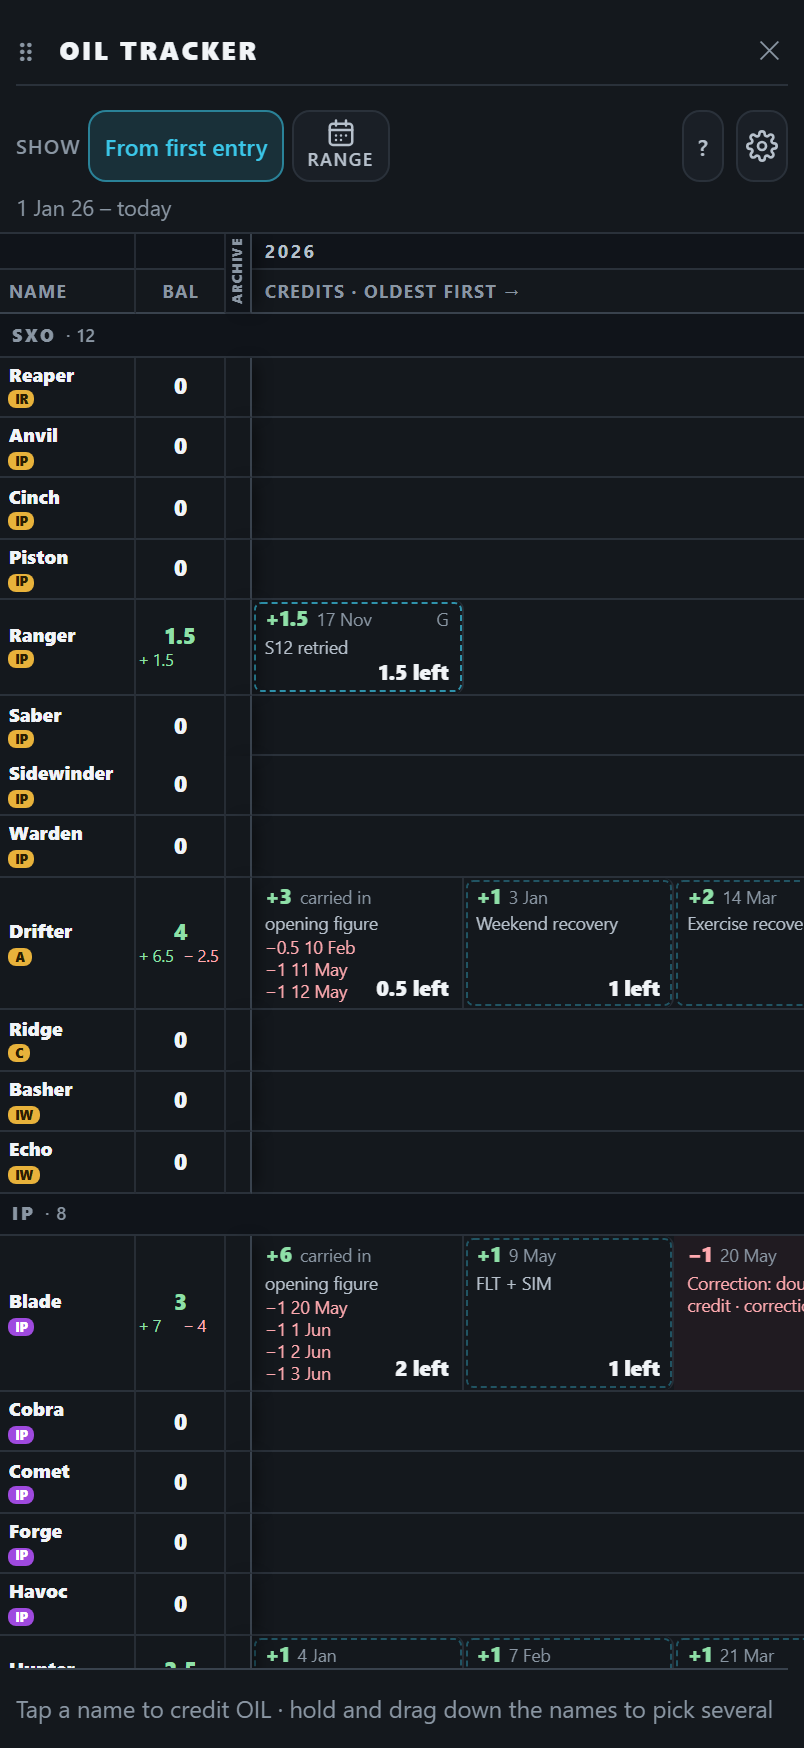 OIL TRACKER
SHOW
From first entry
RANGE
?
1 Jan 26 – today
ARCHIVE
2026
NAME
BAL
CREDITS · OLDEST FIRST →
SXO · 12
Reaper
IR
0
Anvil
IP
0
Cinch
IP
0
Piston
IP
0
Ranger
IP
1.5
+ 1.5
+1.5 17 Nov G
S12 retried
1.5 left
Saber
IP
0
Sidewinder
IP
0
Warden
IP
0
Drifter
A
4
+ 6.5 − 2.5
+3 carried in
opening figure
−0.5 10 Feb
−1 11 May
−1 12 May
0.5 left
+1 3 Jan
Weekend recovery
1 left
+2 14 Mar
Exercise recove
Ridge
C
0
Basher
IW
0
Echo
IW
0
IP · 8
Blade
IP
3
+ 7 − 4
+6 carried in
opening figure
−1 20 May
−1 1 Jun
−1 2 Jun
−1 3 Jun
2 left
+1 9 May
FLT + SIM
1 left
−1 20 May
Correction: dou
credit · correctio
Cobra
IP
0
Comet
IP
0
Forge
IP
0
Havoc
IP
0
+1 4 Jan
+1 7 Feb
+1 21 Mar
Tap a name to credit OIL · hold and drag down the names to pick several